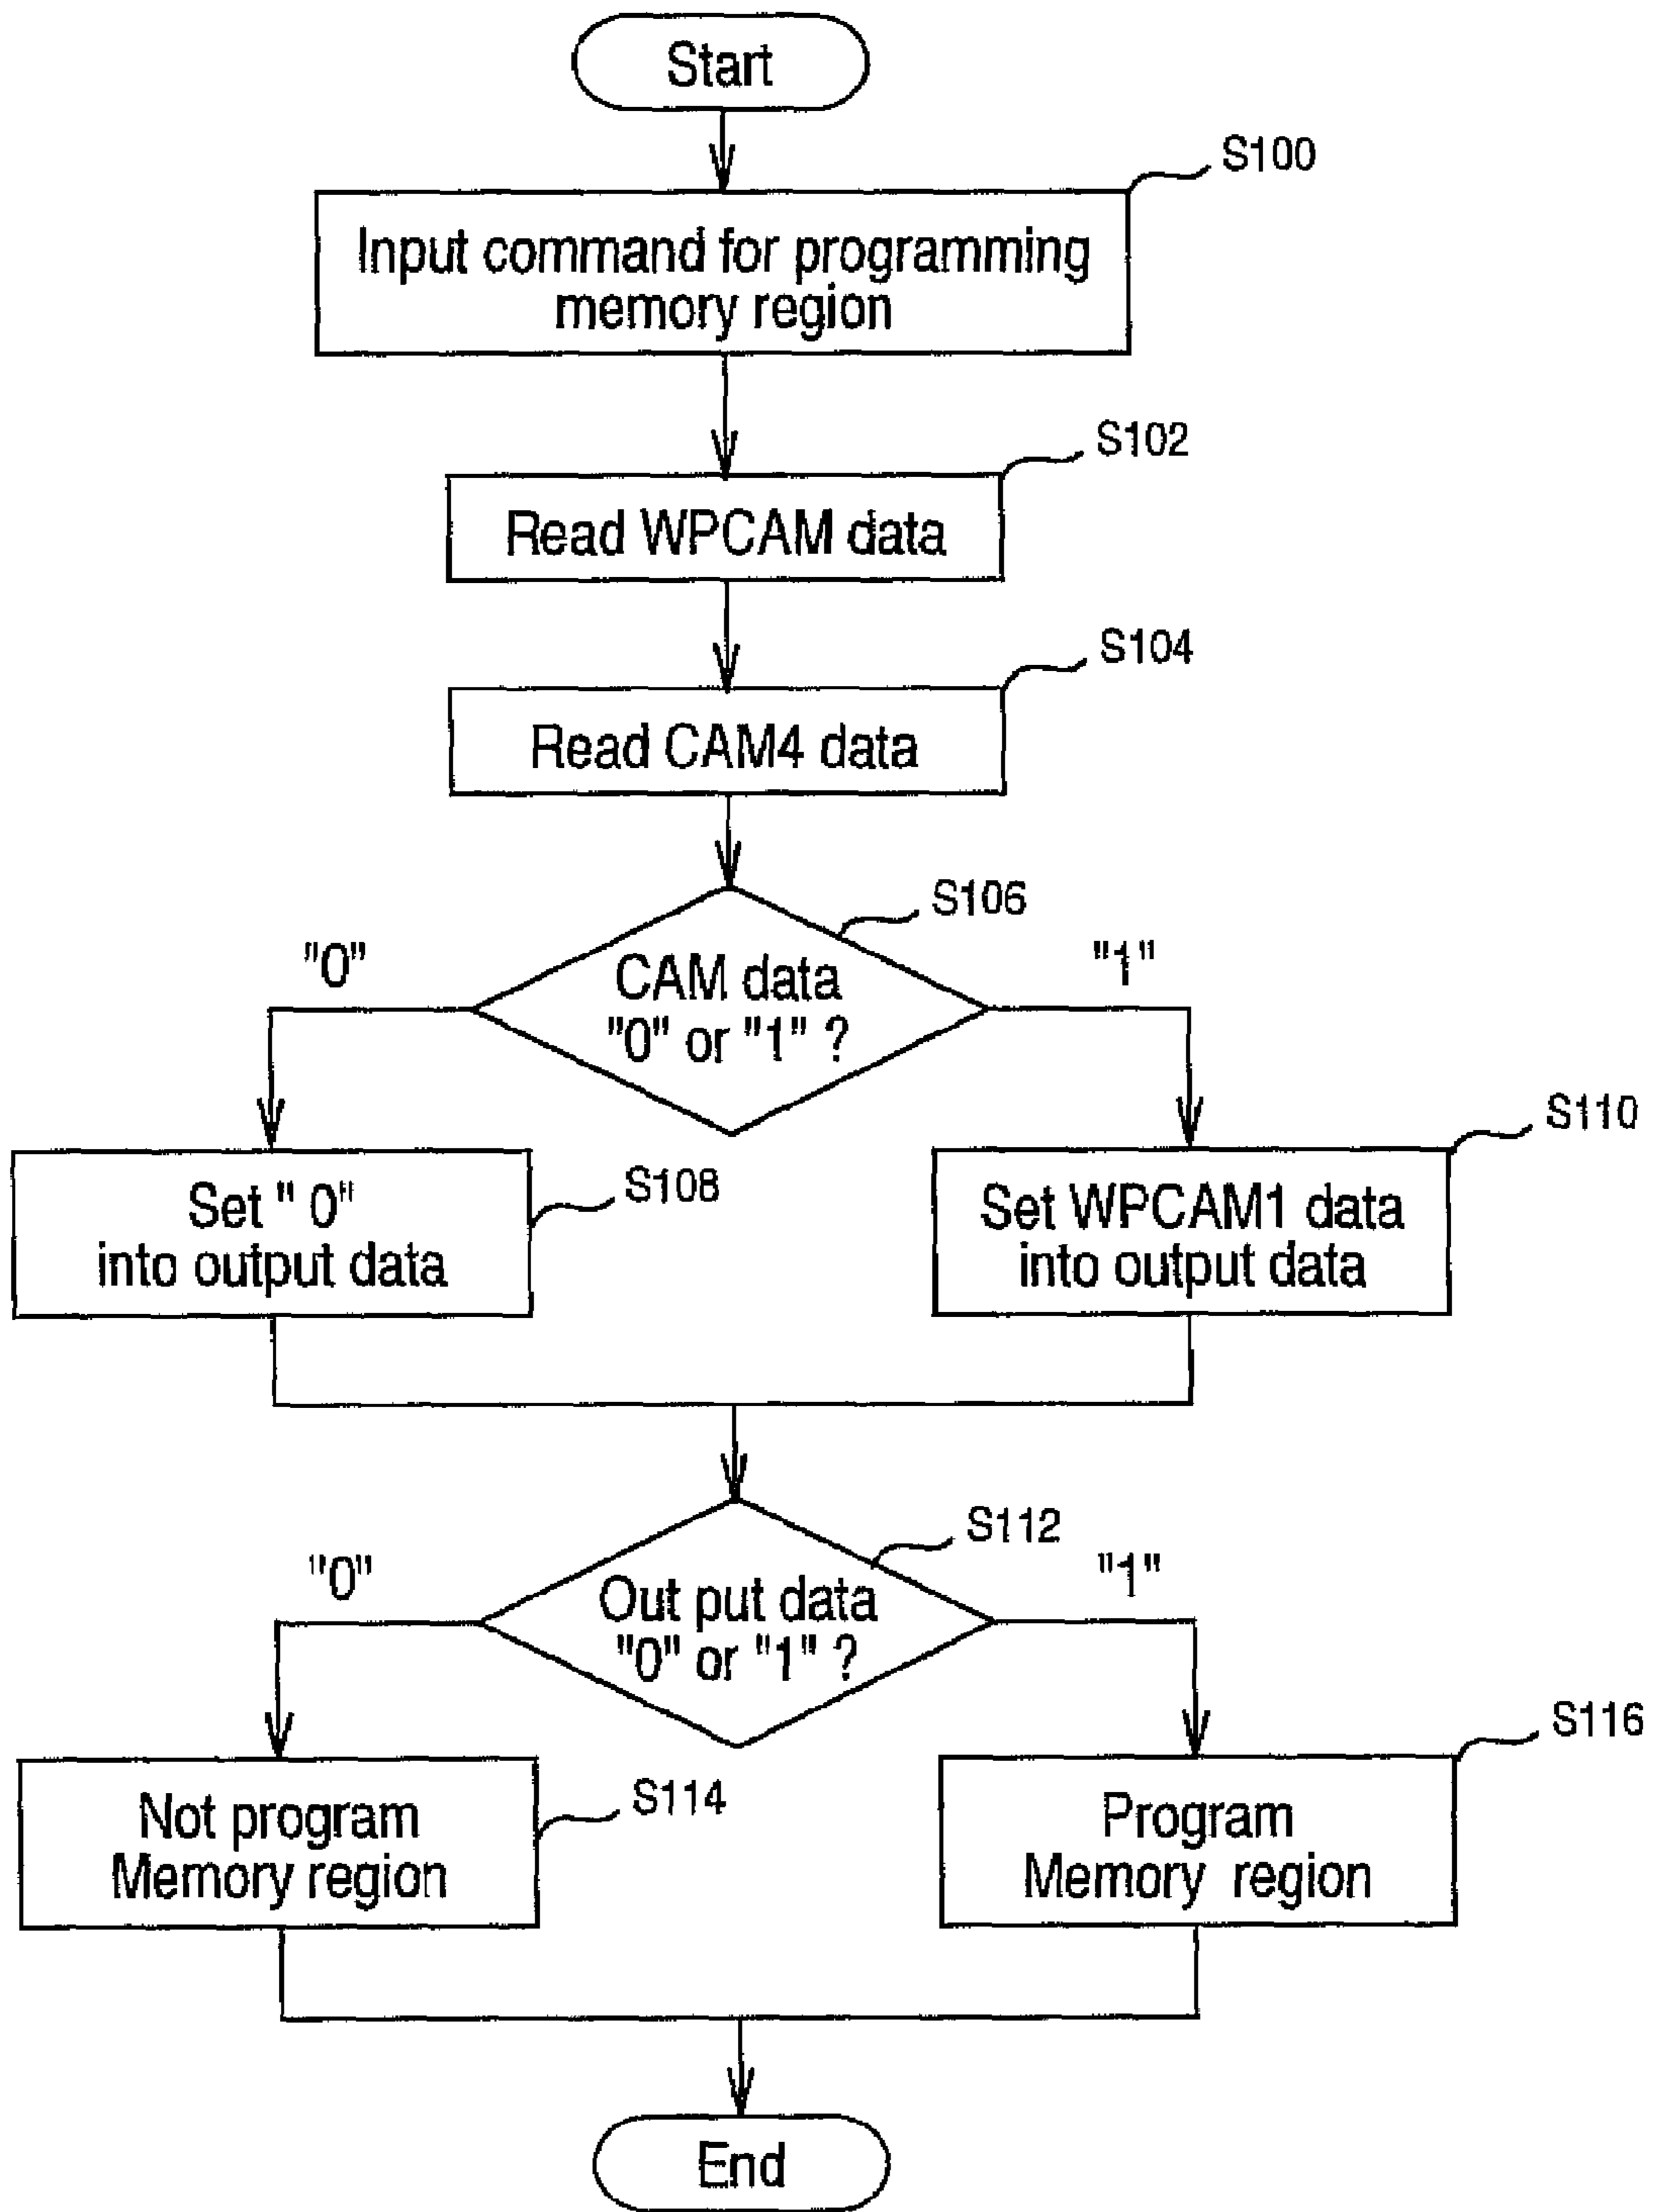 Start
S100
Input command for programming
memory region
S102
Read WPCAM data
S104
Read CAM4 data
S106
"0"
"1"
CAM data
"0" or "1" ?
S108
S110
Set " 0"
into output data
Set WPCAM1 data
into output data
S112
"0"
"1"
Out put data
"0" or "1" ?
S114
S116
Not program
Memory region
Program
Memory region
End